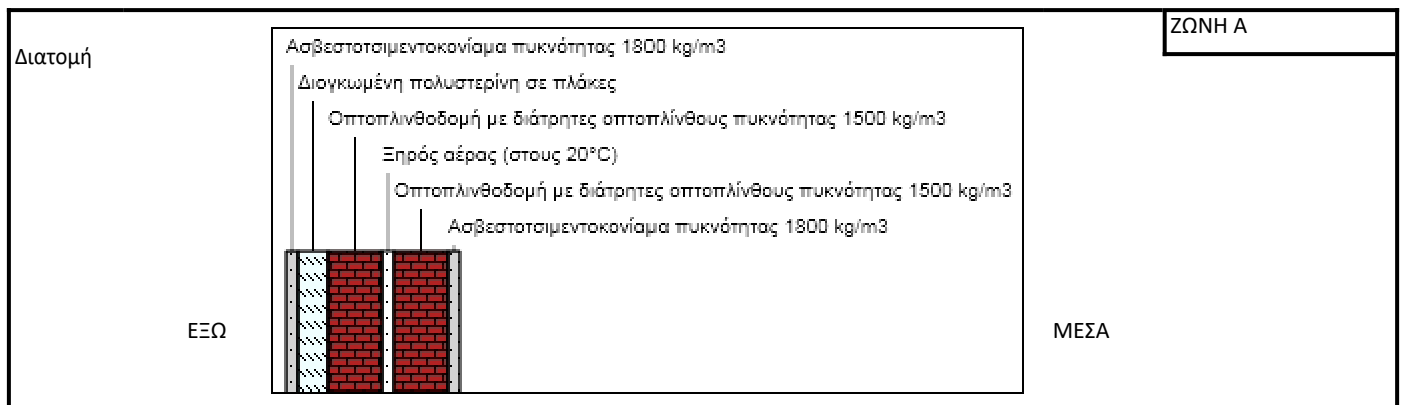 ΖΩΝΗ Α
Διατομή
Ασβεστοτσιμεντοκονίαμα πυκνότητας 1800 kg/m3
Διογκωμένη πολυστερίνη σε πλάκες
Οπτοπλινθοδομή με διάτρητες οπτοπλίνθους πυκνότητας 1500 kg/m3
Ξηρός αέρας (στους 20°C)
Οπτοπλινθοδομή με διάτρητες οπτοπλίνθους πυκνότητας 1500 kg/m3
Ασβεστοτσιμεντοκονίαμα πυκνότητας 1800 kg/m3
ΕΞΩ
ΜΕΣΑ